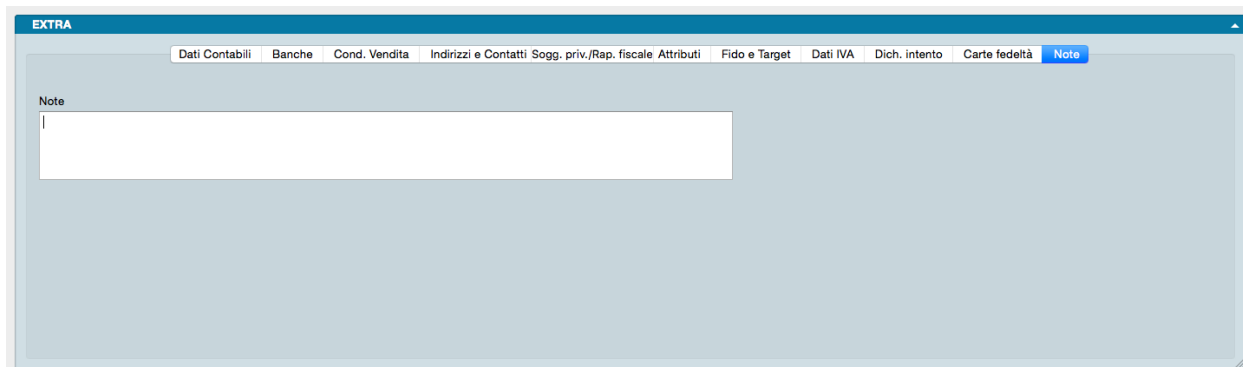 EXTRA
Dati Contabili Banche Cond. Vendita Indirizzi e Contatti Sogg. priv./Rap. fiscale Attributi Fido e Target Dati IVA Dich. intento Carte fedeltà Note
Note